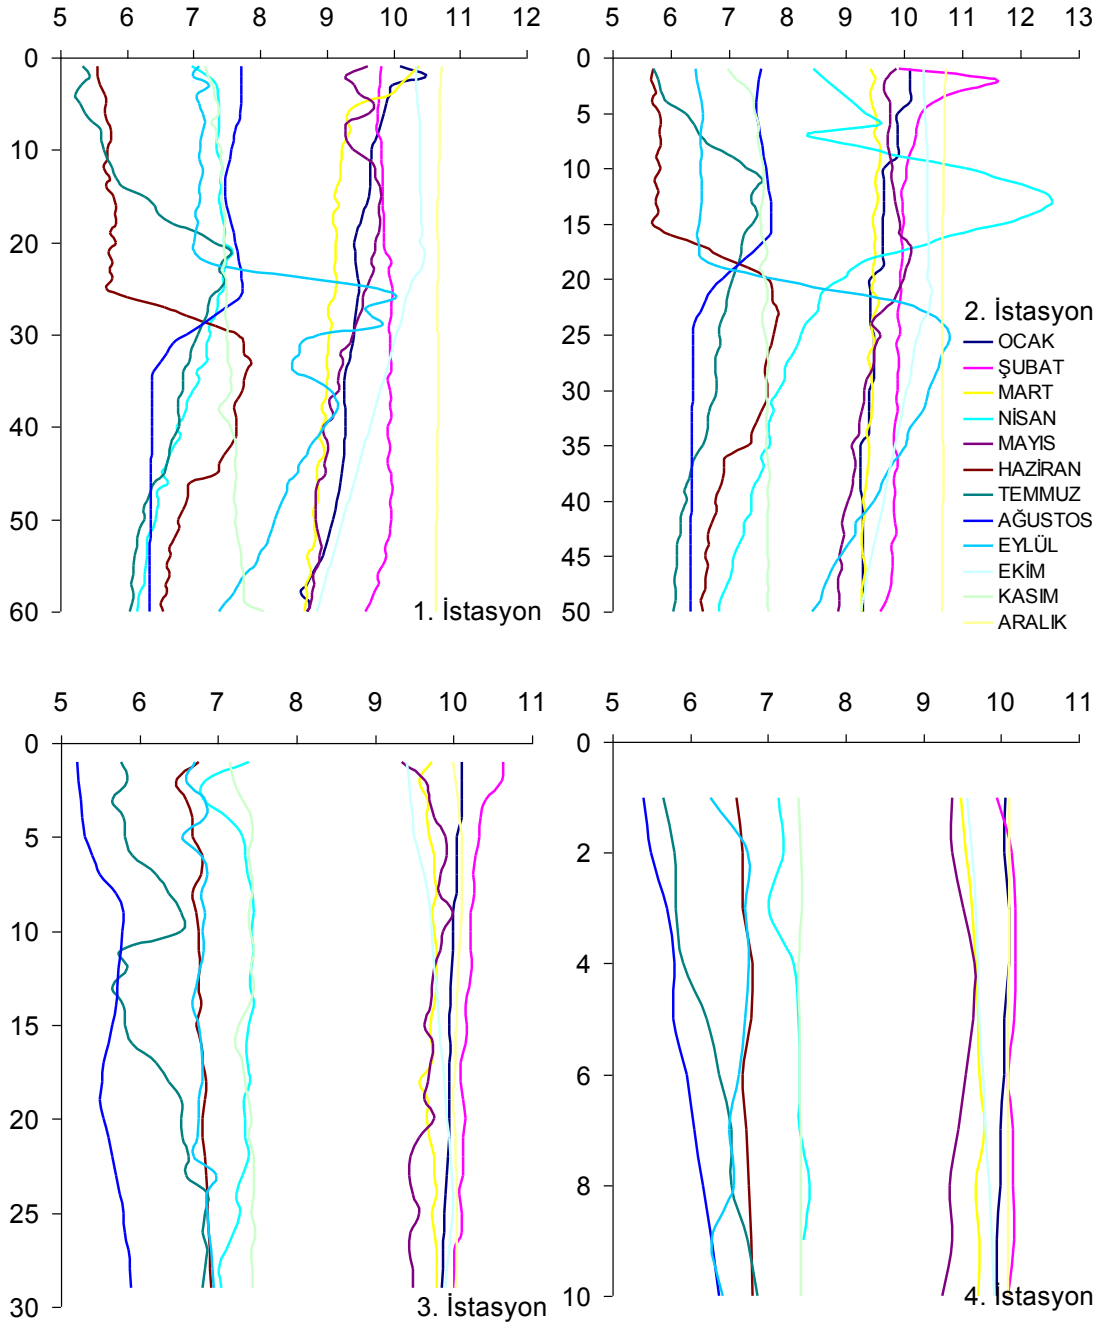 5 6 7 8 9 10 11 12
0
10
20
30
40
50
60
1. İstasyon
5 6 7 8 9 10 11 12 13
0
5
10
15
20
25
30
35
40
45
50
2. İstasyon
OCAK
ŞUBAT
MART
NİSAN
MAYIS
HAZİRAN
TEMMUZ
AĞUSTOS
EYLÜL
EKİM
KASIM
ARALIK
5 6 7 8 9 10 11
0
5
10
15
20
25
30
3. İstasyon
5 6 7 8 9 10 11
0
2
4
6
8
10
4. İstasyon